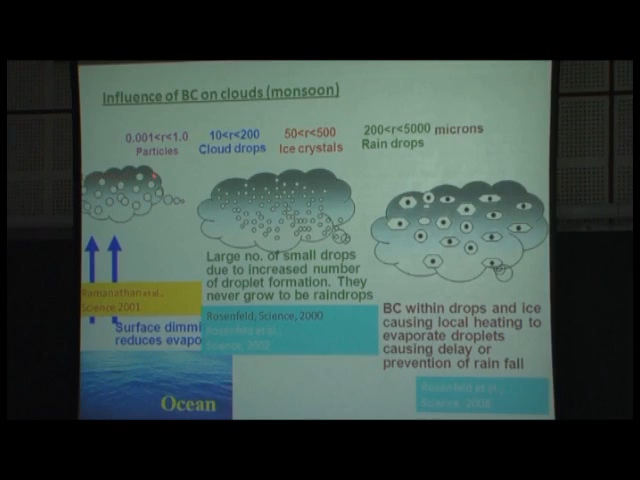 Influence of BC on clouds (monsoon)
0.001<r<1.0
Particles
10<r<200
Cloud drops
50<r<500
Ice crystals
200<r<5000 microns
Rain drops
Large no. of small drops
due to increased number
of droplet formation. They
never grow to be raindrops
Ramanathan et al.,
Science 2001
Surface dimmi
reduces evapo
Rosenfeld, Science, 2000
Rosenfeld et al.,
Science, 2002
BC within drops and ice
causing local heating to
evaporate droplets
causing delay or
prevention of rain fall
Rosenfeld et al.,
Science,
Ocean